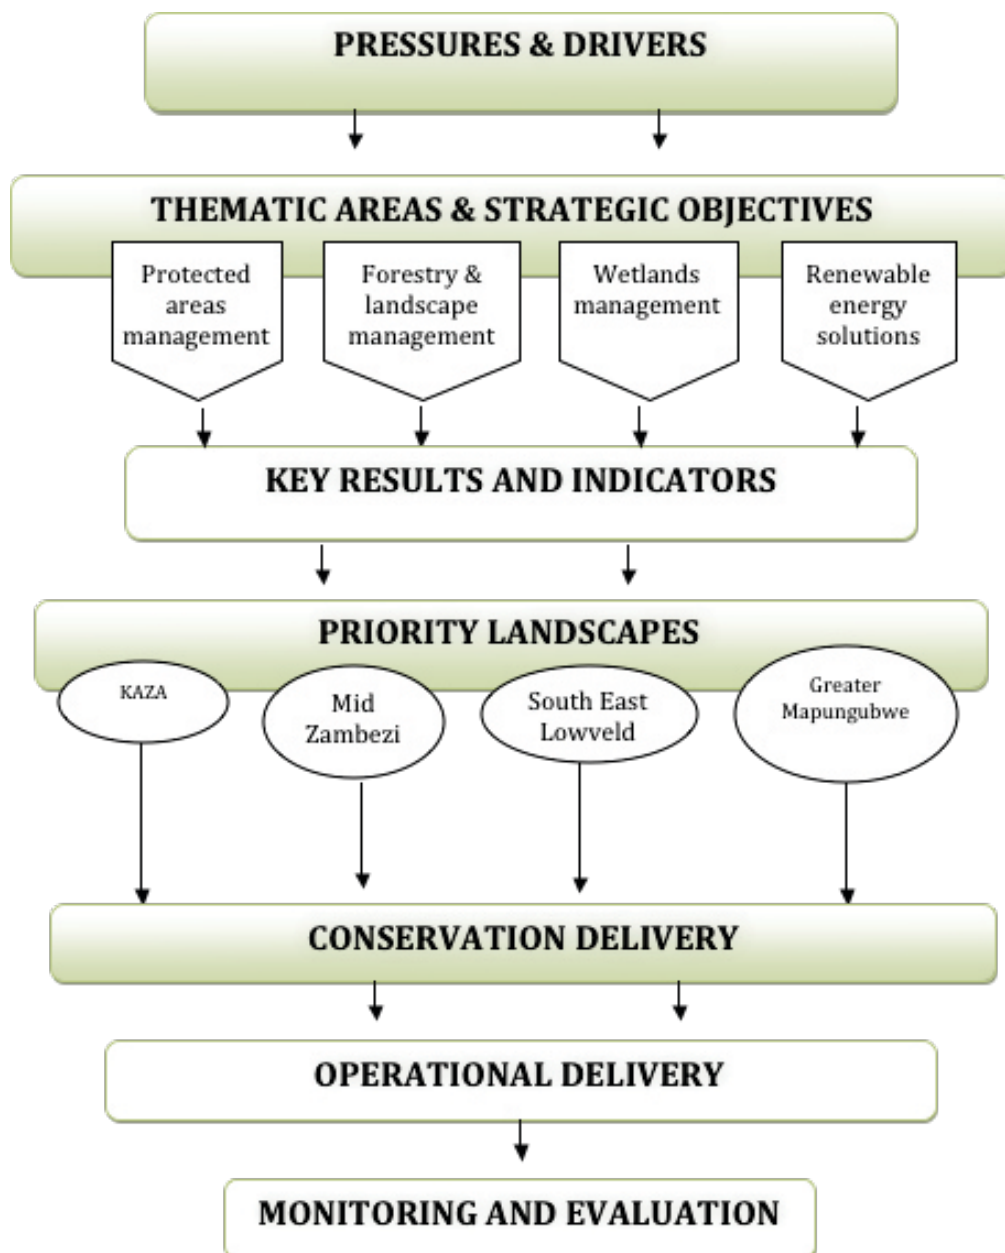 PRESSURES & DRIVERS
THEMATIC AREAS & STRATEGIC OBJECTIVES
Protected
areas
management
Forestry &
landscape
management
Wetlands
management
Renewable
energy
solutions
KEY RESULTS AND INDICATORS
PRIORITY LANDSCAPES
KAZA
Mid
Zambezi
South East
Lowveld
Greater
Mapungubwe
CONSERVATION DELIVERY
OPERATIONAL DELIVERY
MONITORING AND EVALUATION